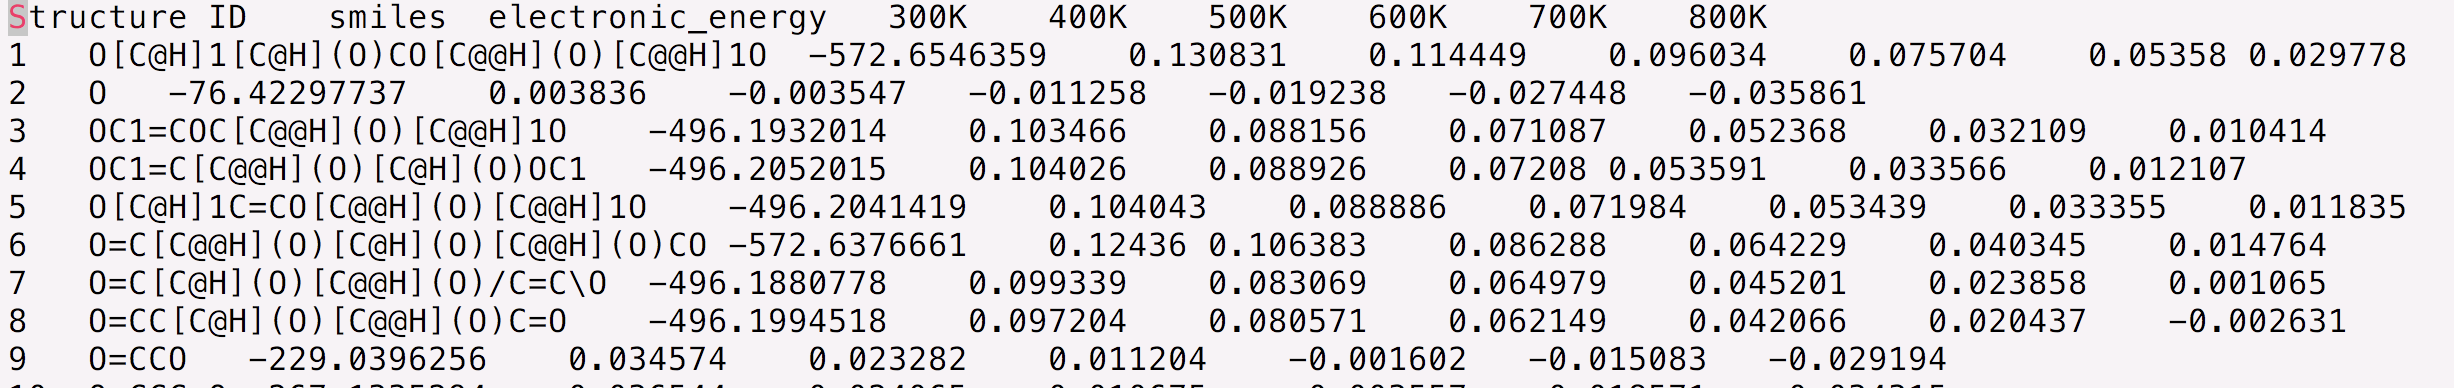 Structure ID smiles electronic_energy 300K 400K 500K 600K 700K 800K
1 O[C@H]1[C@H](O)CO[C@@H](O)[C@@H]1O -572.6546359 0.130831 0.114449 0.096034 0.075704 0.05358 0.029778
2 O -76.42297737 0.003836 -0.003547 -0.011258 -0.019238 -0.027448 -0.035861
3 OC1=COC[C@@H](O)[C@@H]1O -496.1932014 0.103466 0.088156 0.071087 0.052368 0.032109 0.010414
4 OC1=C[C@@H](O)[C@H](O)OC1 -496.2052015 0.104026 0.088926 0.07208 0.053591 0.033566 0.012107
5 O[C@H]1C=CO[C@@H](O)[C@@H]1O -496.2041419 0.104043 0.088886 0.071984 0.053439 0.033355 0.011835
6 O=C[C@@H](O)[C@H](O)[C@@H](O)CO -572.6376661 0.12436 0.106383 0.086288 0.064229 0.040345 0.014764
7 O=C[C@H](O)[C@@H](O)/C=C\O -496.1880778 0.099339 0.083069 0.064979 0.045201 0.023858 0.001065
8 O=CC[C@H](O)[C@@H](O)C=O -496.1994518 0.097204 0.080571 0.062149 0.042066 0.020437 -0.002631
9 O=CCO -229.0396256 0.034574 0.023282 0.011204 -0.001602 -0.015083 -0.029194